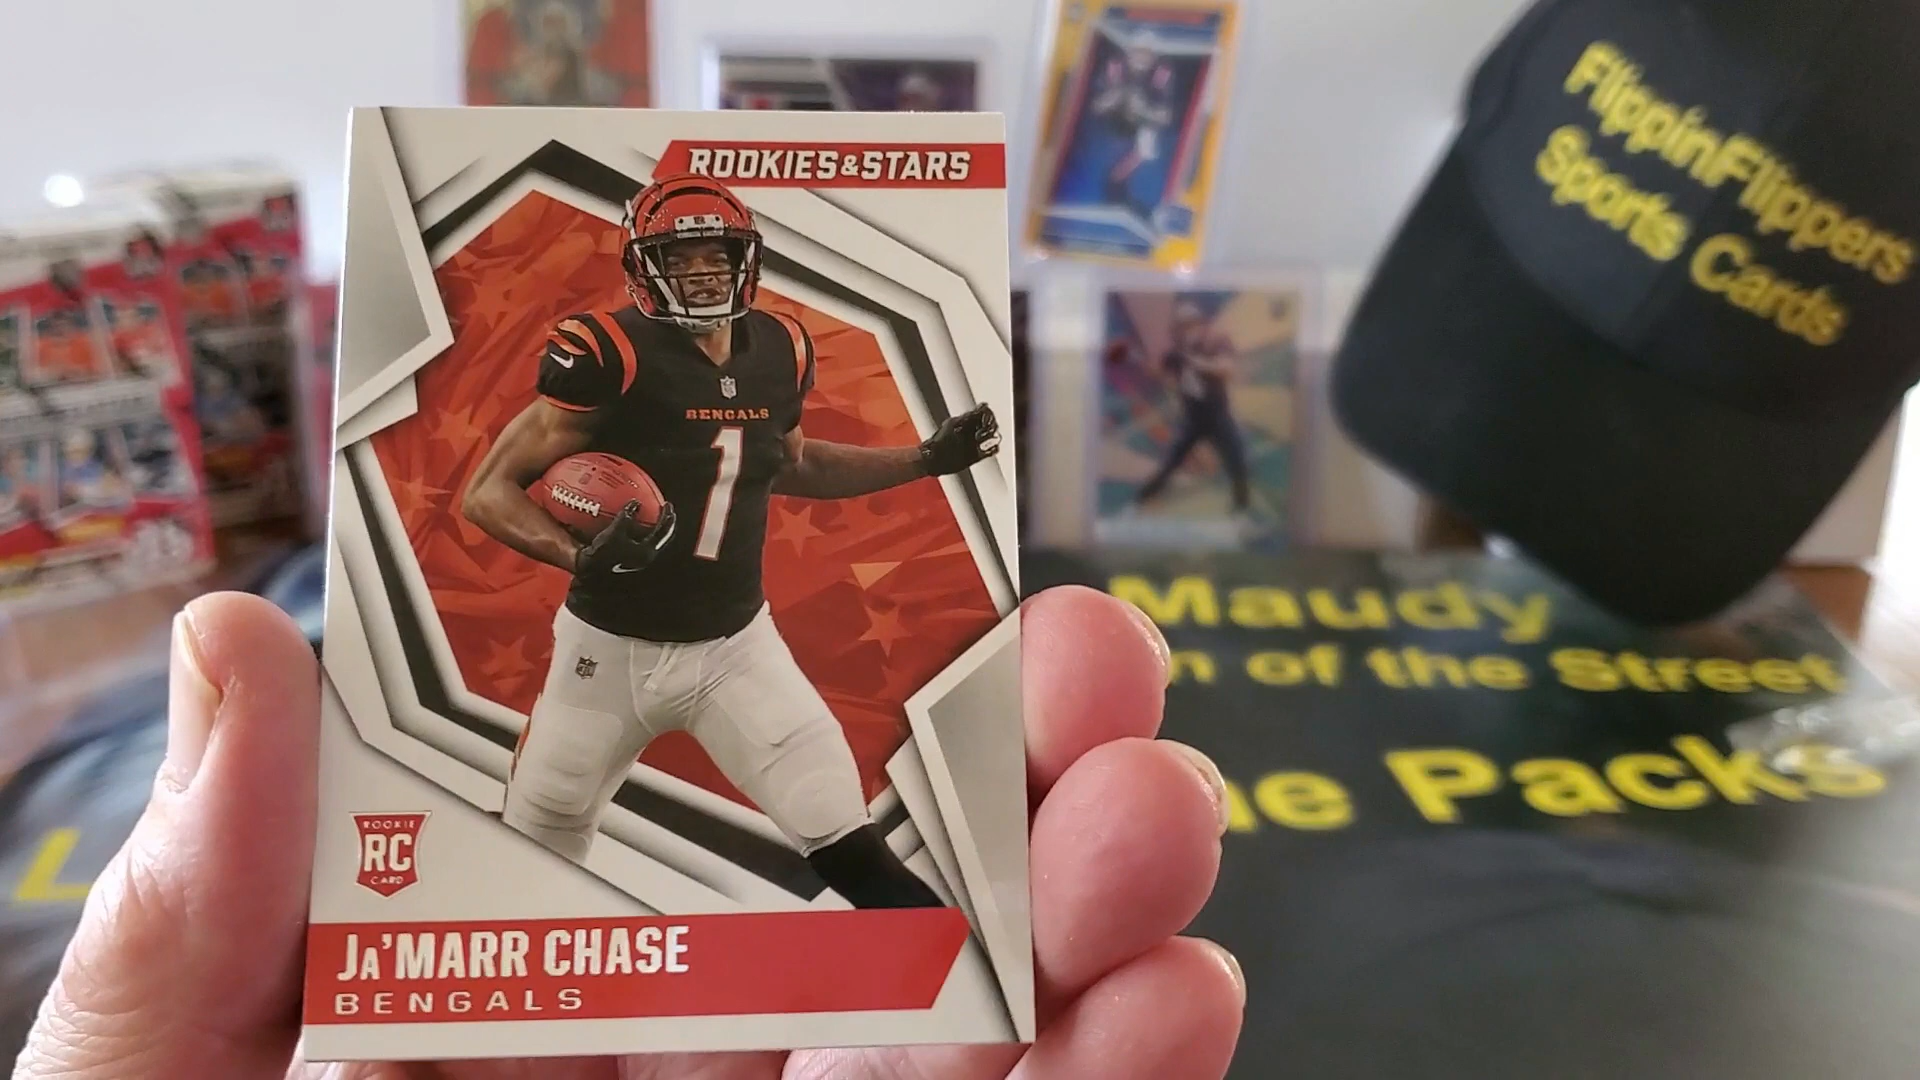 ROOKIES&STARS
BENGALS
1
ROOKIE
RC
CARD
JA'MARR CHASE
BENGALS
FlippinFlippers
Sports Cards
Maudy
of the Street
Packs